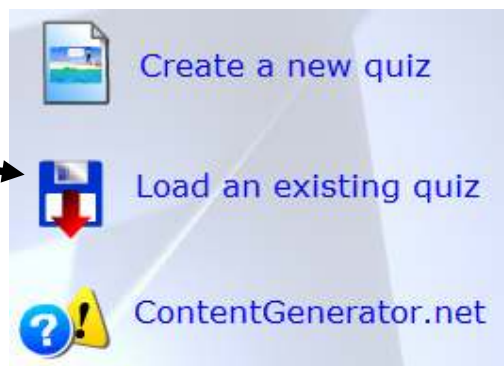 Create a new quiz
Load an existing quiz
ContentGenerator.net